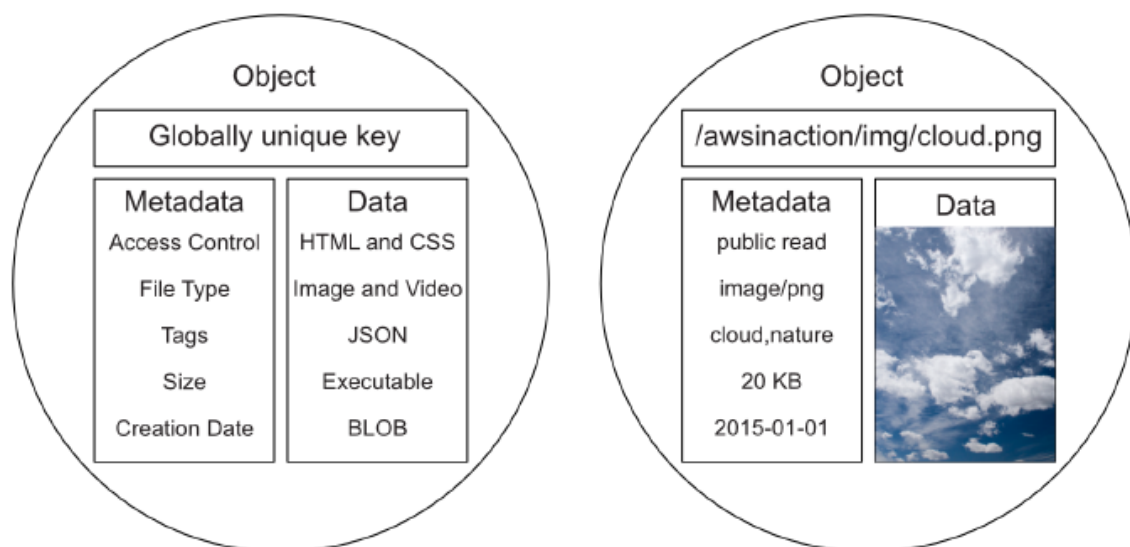 Object
Globally unique key
Metadata
Access Control
File Type
Tags
Size
Creation Date
Data
HTML and CSS
Image and Video
JSON
Executable
BLOB
Object
/awsinaction/img/cloud.png
Metadata
public read
image/png
cloud,nature
20 KB
2015-01-01
Data